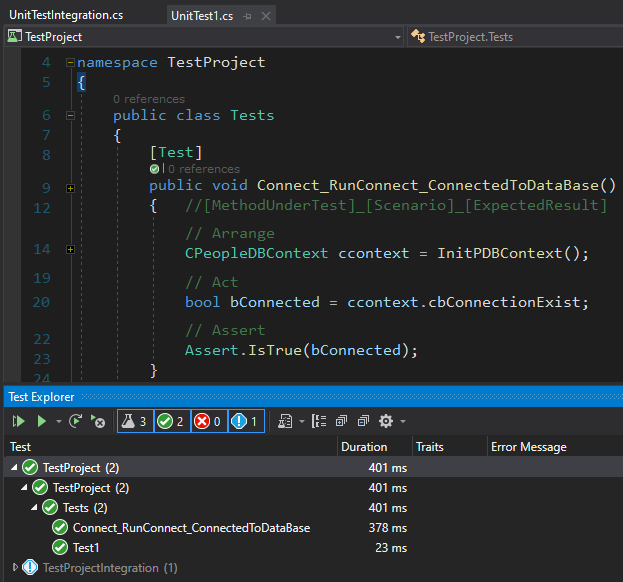 UnitTestIntegration.cs UnitTest1.cs
TestProject TestProject.Tests
4 namespace TestProject
5 {
0 references
6 public class Tests
7 {
8 [Test]
0 references
9 public void Connect_RunConnect_ConnectedToDataBase()
12 { //[MethodUnderTest]_[Scenario]_[ExpectedResult]
// Arrange
14 CPeopleDBContext ccontext = InitPDBContext();
19 // Act
20 bool bConnected = ccontext.cbConnectionExist;
22 // Assert
23 Assert.IsTrue(bConnected);
24 }
Test Explorer
3 2 0 1
Test Duration Traits Error Message
TestProject (2) 401 ms
TestProject (2) 401 ms
Tests (2) 401 ms
Connect_RunConnect_ConnectedToDataBase 378 ms
Test1 23 ms
TestProjectIntegration (1)